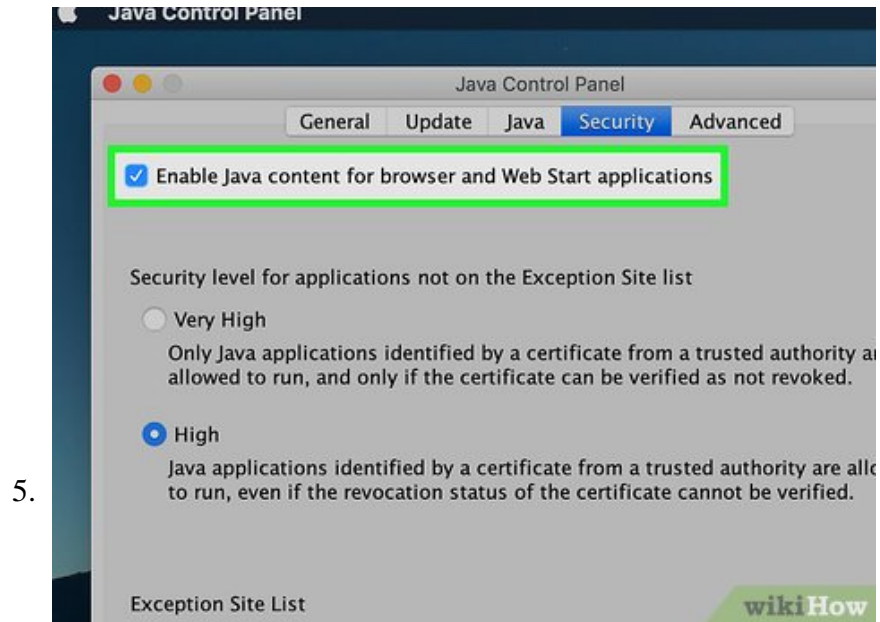 Java Control Panel
Java Control Panel
General Update Java Security Advanced
Enable Java content for browser and Web Start applications
Security level for applications not on the Exception Site list
Very High
Only Java applications identified by a certificate from a trusted authority
allowed to run, and only if the certificate can be verified as not revoked.
High
Java applications identified by a certificate from a trusted authority are
5.
to run, even if the revocation status of the certificate cannot be verified.
Exception Site List
wikiHow